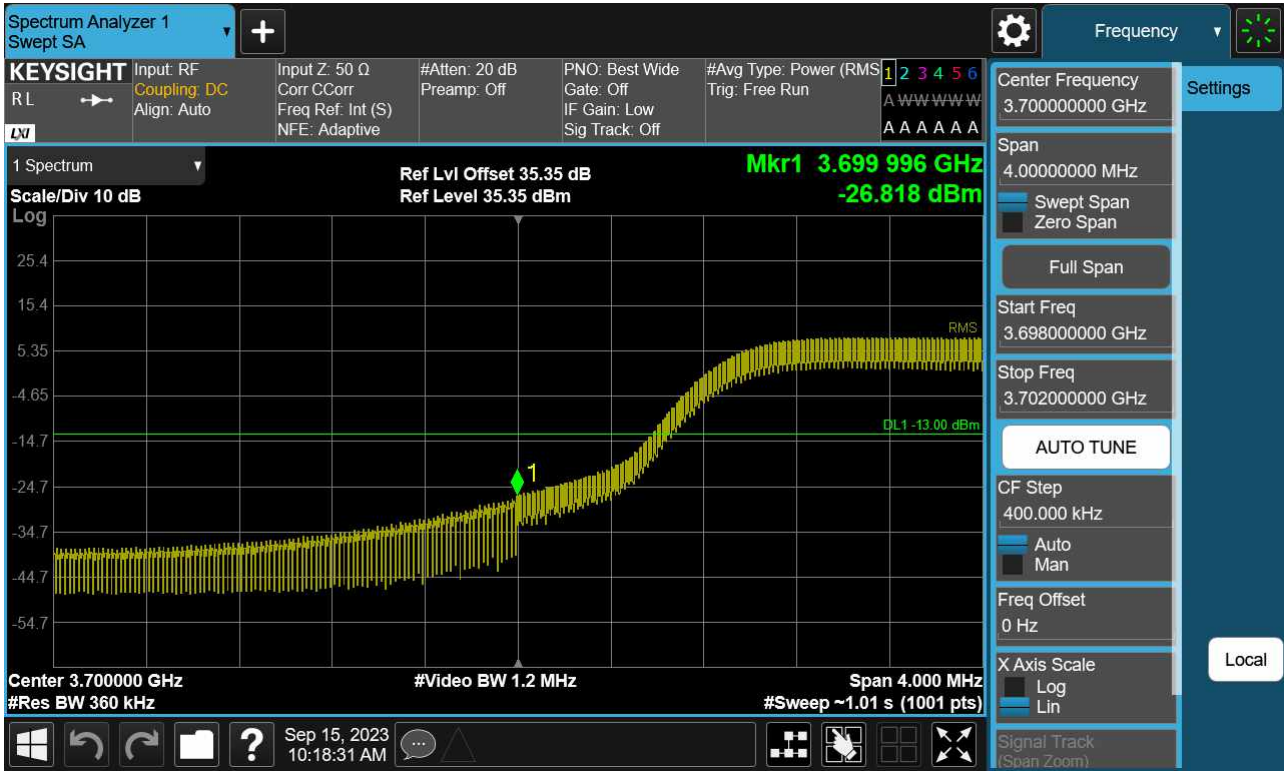 Spectrum Analyzer 1
Swept SA
Frequency
KEYSIGHT
R L
LXI
Input: RF
Coupling: DC
Align: Auto
Input Z: 50 Ω
Corr CCorr
Freq Ref: Int (S)
NFE: Adaptive
#Atten: 20 dB
Preamp: Off
PNO: Best Wide
Gate: Off
IF Gain: Low
Sig Track: Off
#Avg Type: Power (RMS
Trig: Free Run
1 2 3 4 5 6
A W W W W W
A A A A A A
1 Spectrum
Scale/Div 10 dB
Log
Ref Lvl Offset 35.35 dB
Ref Level 35.35 dBm
Mkr1 3.699 996 GHz
-26.818 dBm
25.4
15.4
5.35
-4.65
-14.7
-24.7
-34.7
-44.7
-54.7
RMS
DL1 -13.00 dBm
1
Center 3.700000 GHz
#Res BW 360 kHz
#Video BW 1.2 MHz
Span 4.000 MHz
#Sweep ~1.01 s (1001 pts)
Center Frequency
3.700000000 GHz
Span
4.00000000 MHz
Swept Span
Zero Span
Full Span
Start Freq
3.698000000 GHz
Stop Freq
3.702000000 GHz
AUTO TUNE
CF Step
400.000 kHz
Auto
Man
Freq Offset
0 Hz
X Axis Scale
Log
Lin
Signal Track
(Span Zoom)
Settings
Local
?
Sep 15, 2023
10:18:31 AM